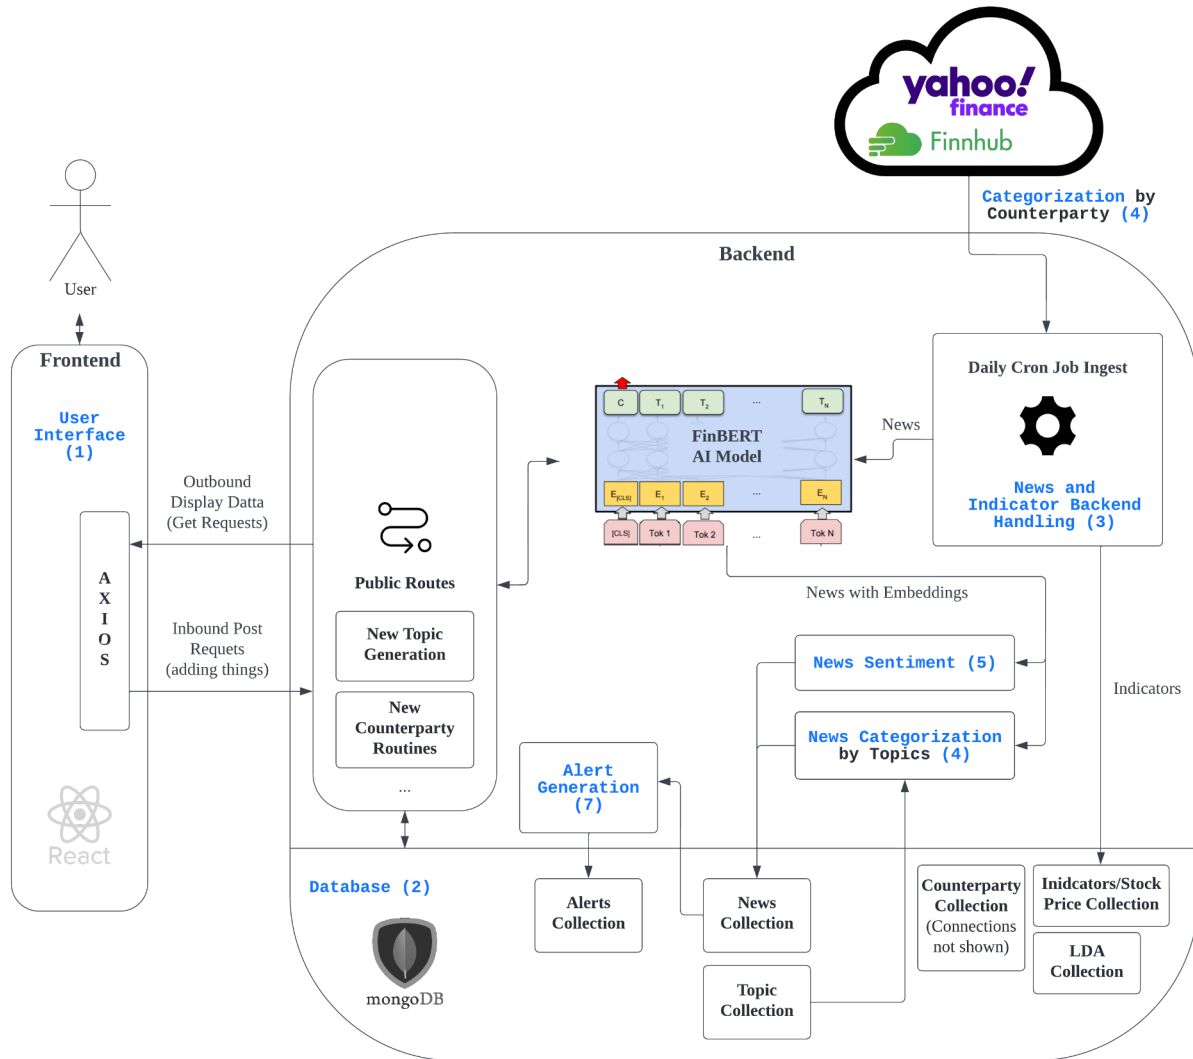 yahoo!
finance
Finnhub
Categorization by
Counterparty (4)
User
Backend
Frontend
User
Interface
(1)
A
X
I
O
S
React
Outbound
Display Datta
(Get Requests)
Inbound Post
Requets
(adding things)
Public Routes
New Topic
Generation
New
Counterparty
Routines
...
C
T1
T2
...
TN
FinBERT
AI Model
E[CLS]
E1
E2
...
EN
[CLS]
Tok 1
Tok 2
...
Tok N
News
Daily Cron Job Ingest
News and
Indicator Backend
Handling (3)
News with Embeddings
News Sentiment (5)
News Categorization
by Topics (4)
Indicators
Alert
Generation
(7)
Database (2)
mongoDB
Alerts
Collection
News
Collection
Topic
Collection
Counterparty
Collection
(Connections
not shown)
Inidcators/Stock
Price Collection
LDA
Collection